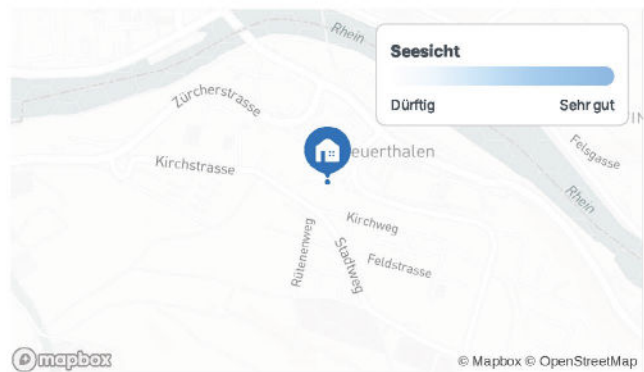 Rhein
Seesicht
Dürftig
Sehr gut
Zürcherstrasse
Felsgasse
euerthalen
Kirchstrasse
Rhein
Kirchweg
Rütenenweg
Stadtweg
Feldstrasse
mapbox
© Mapbox © OpenStreetMap